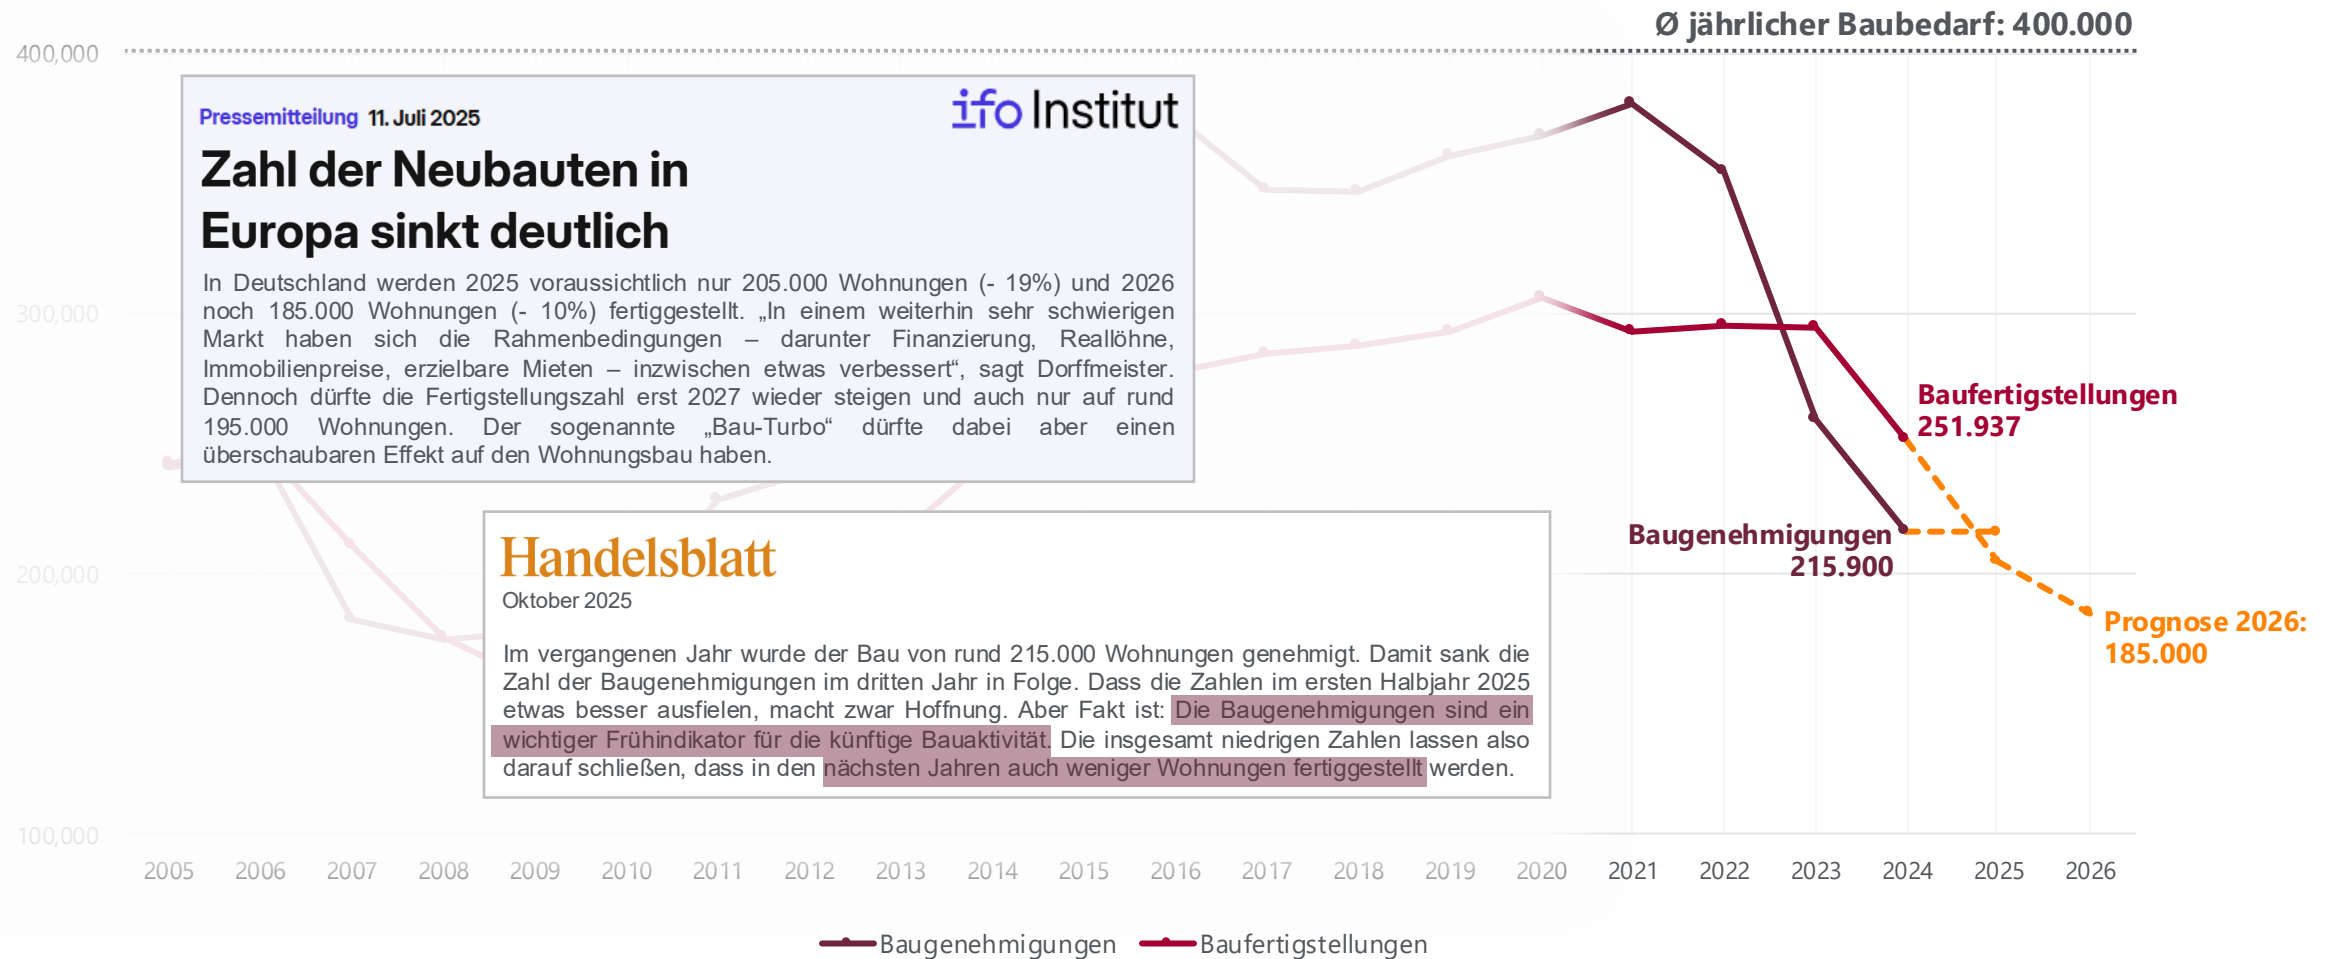 Ø jährlicher Baubedarf: 400.000
400,000
300,000
200,000
100,000
Pressemitteilung 11. Juli 2025
ifo Institut
Zahl der Neubauten in
Europa sinkt deutlich
In Deutschland werden 2025 voraussichtlich nur 205.000 Wohnungen (- 19%) und 2026
noch 185.000 Wohnungen (- 10%) fertiggestellt. „In einem weiterhin sehr schwierigen
Markt haben sich die Rahmenbedingungen – darunter Finanzierung, Reallöhne,
Immobilienpreise, erzielbare Mieten – inzwischen etwas verbessert“, sagt Dorffmeister.
Dennoch dürfte die Fertigstellungszahl erst 2027 wieder steigen und auch nur auf rund
195.000 Wohnungen. Der sogenannte „Bau-Turbo“ dürfte dabei aber einen
überschaubaren Effekt auf den Wohnungsbau haben.
Handelsblatt
Oktober 2025
Im vergangenen Jahr wurde der Bau von rund 215.000 Wohnungen genehmigt. Damit sank die
Zahl der Baugenehmigungen im dritten Jahr in Folge. Dass die Zahlen im ersten Halbjahr 2025
etwas besser ausfielen, macht zwar Hoffnung. Aber Fakt ist: Die Baugenehmigungen sind ein
wichtiger Frühindikator für die künftige Bauaktivität. Die insgesamt niedrigen Zahlen lassen also
darauf schließen, dass in den nächsten Jahren auch weniger Wohnungen fertiggestellt werden.
Baufertigstellungen
251.937
Baugenehmigungen
215.900
Prognose 2026:
185.000
2005 2006 2007 2008 2009 2010 2011 2012 2013 2014 2015 2016 2017 2018 2019 2020 2021 2022 2023 2024 2025 2026
Baugenehmigungen Baufertigstellungen